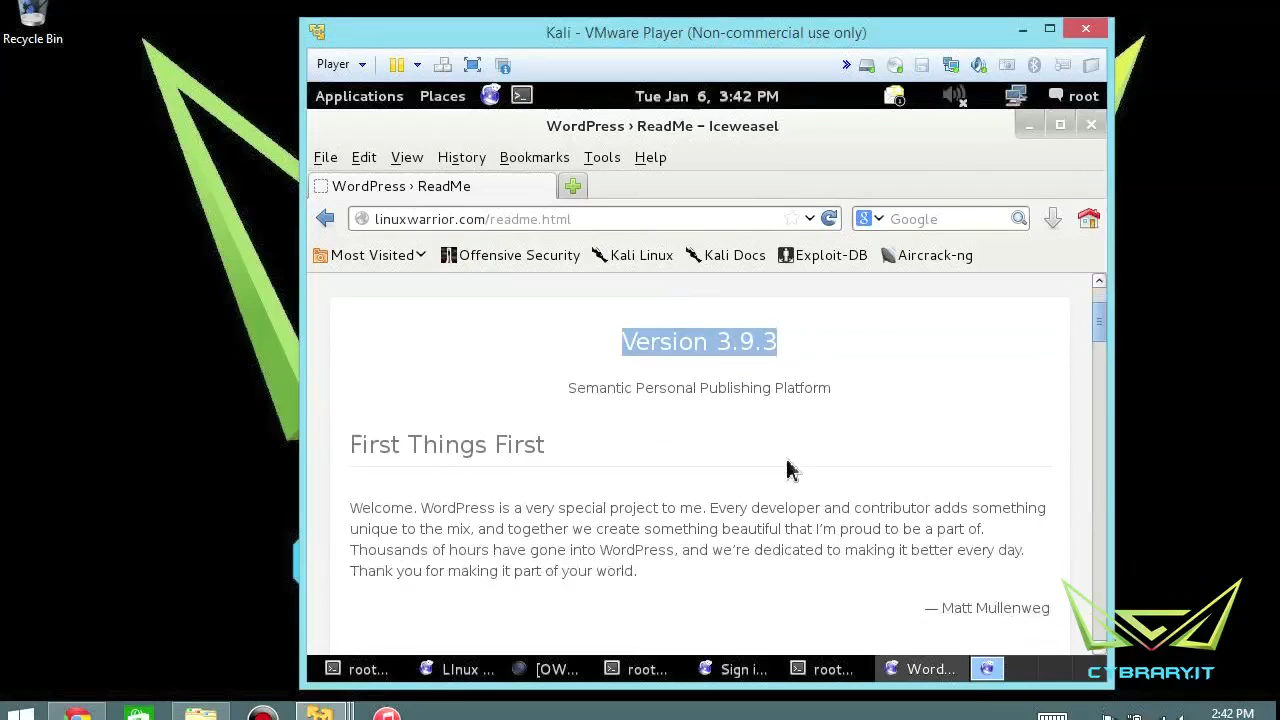 Recycle Bin
Kali - VMware Player (Non-commercial use only)
Player
Applications Places Tue Jan 6, 3:42 PM root
WordPress › ReadMe - Iceweasel
File Edit View History Bookmarks Tools Help
WordPress › ReadMe
linuxwarrior.com/readme.html Google
Most Visited Offensive Security Kali Linux Kali Docs Exploit-DB Aircrack-ng
Version 3.9.3
Semantic Personal Publishing Platform
First Things First
Welcome. WordPress is a very special project to me. Every developer and contributor adds something
unique to the mix, and together we create something beautiful that I’m proud to be a part of.
Thousands of hours have gone into WordPress, and we’re dedicated to making it better every day.
Thank you for making it part of your world.
— Matt Mullenweg
root... LInux ... [OW... root... Sign i... root... Word...
CYBRARY.IT
2:42 PM